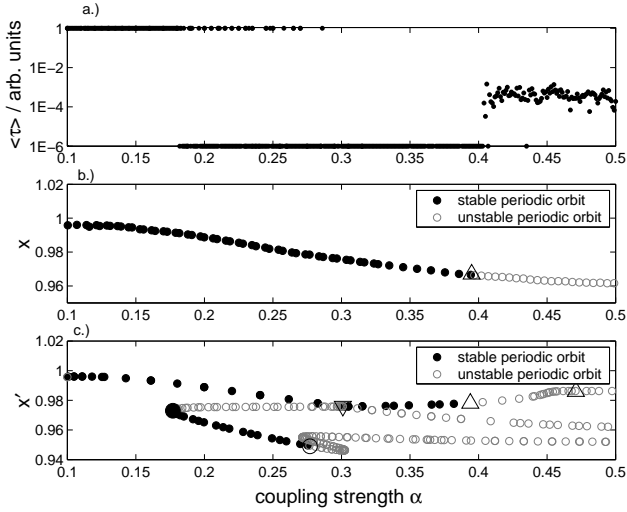 a.)
<τ> / arb. units
1
1E-2
1E-4
1E-6
0.1 0.15 0.2 0.25 0.3 0.35 0.4 0.45 0.5
b.)
x
1.02
1
0.98
0.96
stable periodic orbit
unstable periodic orbit
0.1 0.15 0.2 0.25 0.3 0.35 0.4 0.45 0.5
c.)
x'
1.02
1
0.98
0.96
0.94
stable periodic orbit
unstable periodic orbit
0.1 0.15 0.2 0.25 0.3 0.35 0.4 0.45 0.5
coupling strength α